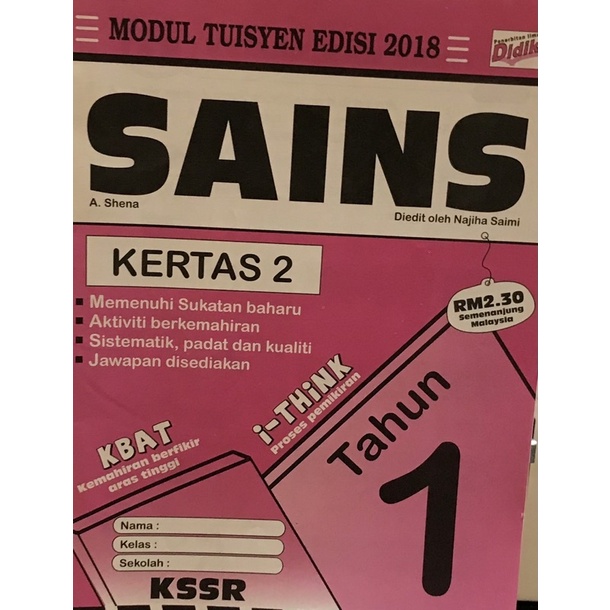 MODUL TUISYEN EDISI 2018
Penerbitan Ilmu
Didik
SAINS
A. Shena
Diedit oleh Najiha Saimi
KERTAS 2
Memenuhi Sukatan baharu
Aktiviti berkemahiran
Sistematik, padat dan kualiti
Jawapan disediakan
RM2.30
Semenanjung
Malaysia
i-THiNK
Proses pemikiran
KBAT
Kemahiran berfikir
aras tinggi
Tahun
1
Nama :
Kelas :
Sekolah :
KSSR